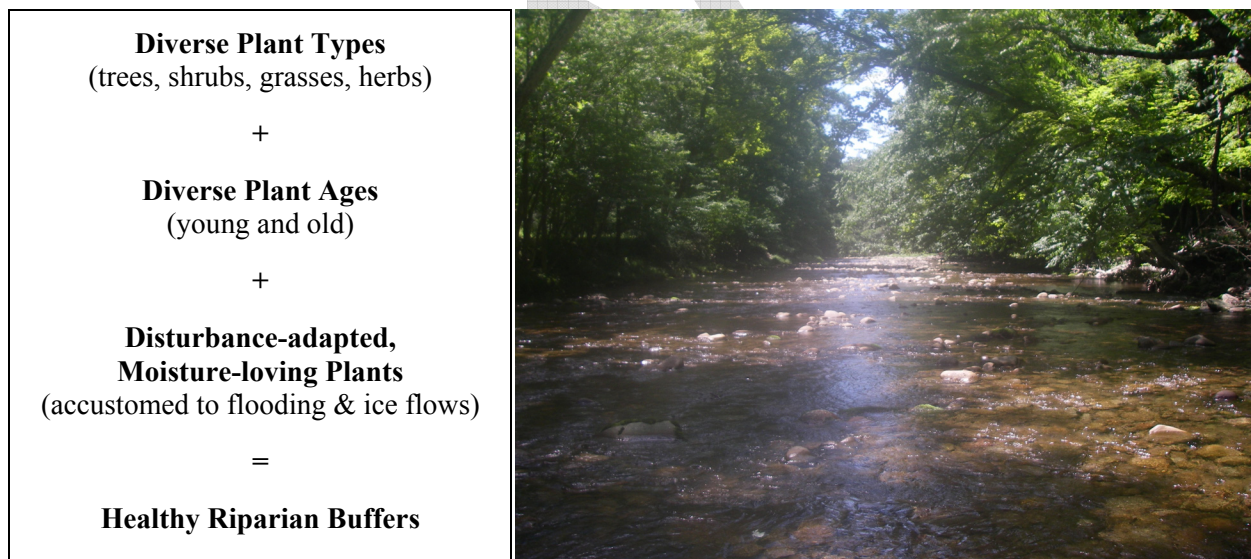 Diverse Plant Types
(trees, shrubs, grasses, herbs)
+
Diverse Plant Ages
(young and old)
+
Disturbance-adapted,
Moisture-loving Plants
(accustomed to flooding & ice flows)
=
Healthy Riparian Buffers